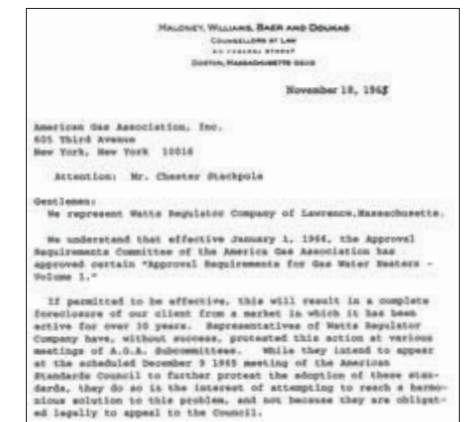 MALONEY, WILLIAMS, BAER AND DOUKAS
COUNSELLORS AT LAW
FEDERAL STREET
BOSTON, MASSACHUSETTS
November 18, 1965
American Gas Association, Inc.
605 Third Avenue
New York, New York 10016
Attention: Mr. Chester Stackpole
Gentlemen:
We represent Watts Regulator Company of Lawrence,Massachusetts.
We understand that effective January 1, 1966, the Approval
Requirements Committee of the America Gas Association has
approved certain "Approval Requirements for Gas Water Heaters -
Volume 1."
If permitted to be effective, this will result in a complete
foreclosure of our client from a market in which it has been
active for over 30 years. Representatives of Watts Regulator
Company have, without success, protested this action at various
meetings of A.G.A. Subcommittees. While they intend to appear
at the scheduled December 9 1965 meeting of the American
Standards Council to further protest the adoption of these stan-
dards, they do so in the interest of attempting to reach a harmo-
nious solution to this problem, and not because they are obligat-
ed legally to appeal to the Council.